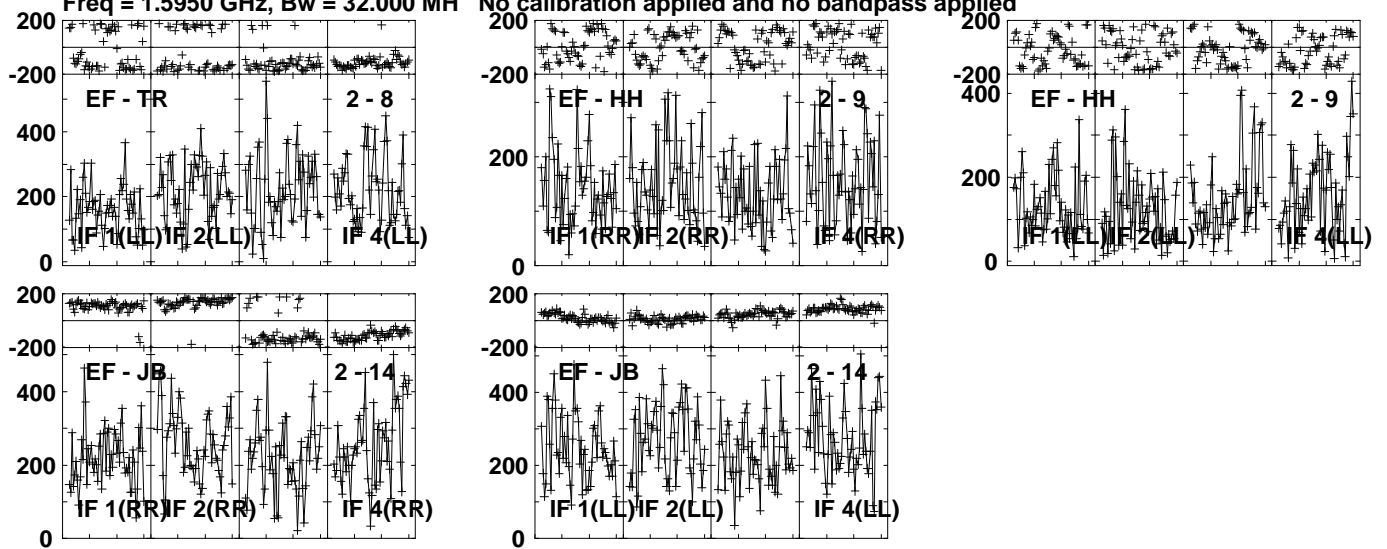 Freq = 1.5950 GHz, Bw = 32.000 MH No calibration applied and no bandpass applied
200
-200
EF - TR 2 - 8
400
200
0
IF 1(LL) IF 2(LL) IF 4(LL)
200
-200
EF - HH 2 - 9
200
0
IF 1(RR) IF 2(RR) IF 4(RR)
200
-200
400
EF - HH 2 - 9
200
0
IF 1(LL) IF 2(LL) IF 4(LL)
200
-200
EF - JB 2 - 14
400
200
0
IF 1(RR) IF 2(RR) IF 4(RR)
200
-200
EF - JB 2 - 14
400
200
0
IF 1(LL) IF 2(LL) IF 4(LL)